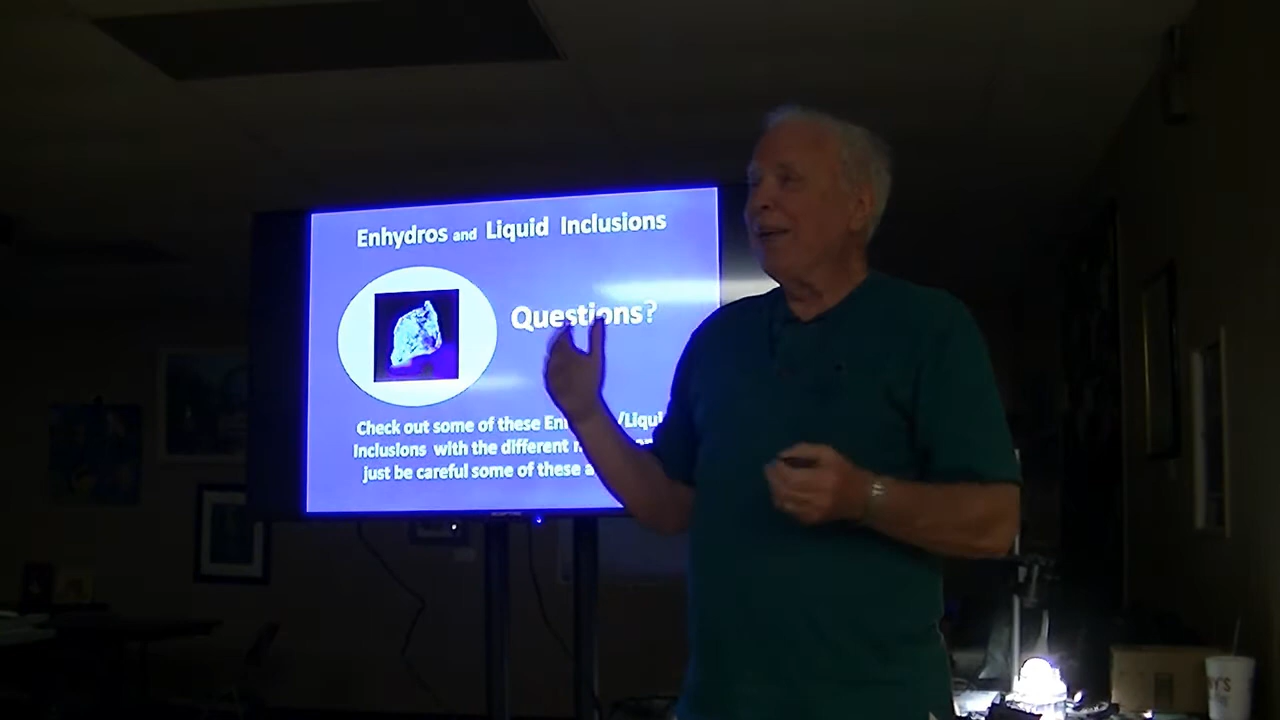 Enhydros and Liquid Inclusions
Questions?
Check out some of these /Liqui
Inclusions with the different
just be careful some of these